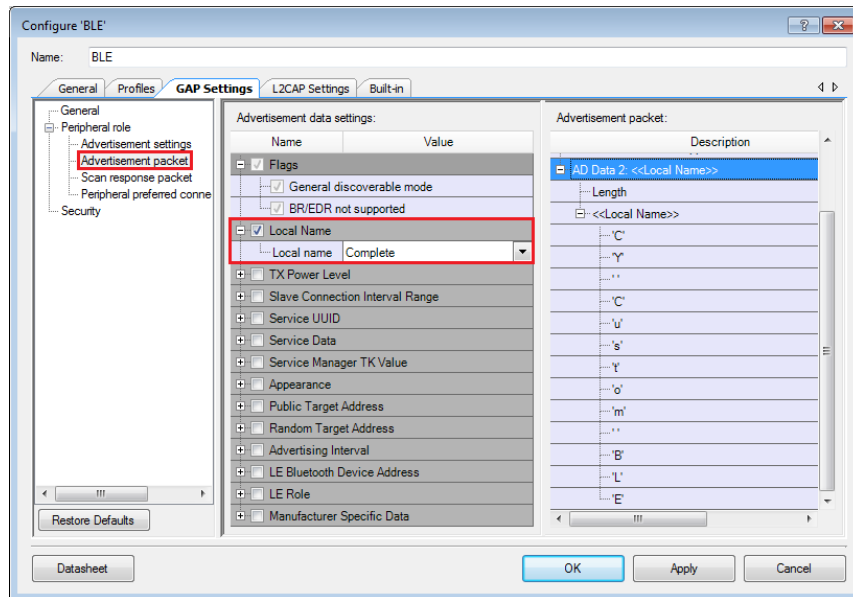 Configure 'BLE'
Name: BLE
General Profiles GAP Settings L2CAP Settings Built-in
General
Peripheral role
Advertisement settings
Advertisement packet
Scan response packet
Peripheral preferred conne
Security
Restore Defaults
Advertisement data settings:
Name Value
Flags
General discoverable mode
BR/EDR not supported
Local Name
Local name Complete
TX Power Level
Slave Connection Interval Range
Service UUID
Service Data
Service Manager TK Value
Appearance
Public Target Address
Random Target Address
Advertising Interval
LE Bluetooth Device Address
LE Role
Manufacturer Specific Data
Advertisement packet:
Description
AD Data 2: <<Local Name>>
Length
<<Local Name>>
'C'
'Y'
' '
'C'
'u'
's'
't'
'o'
'm'
' '
'B'
'L'
'E'
Datasheet OK Apply Cancel